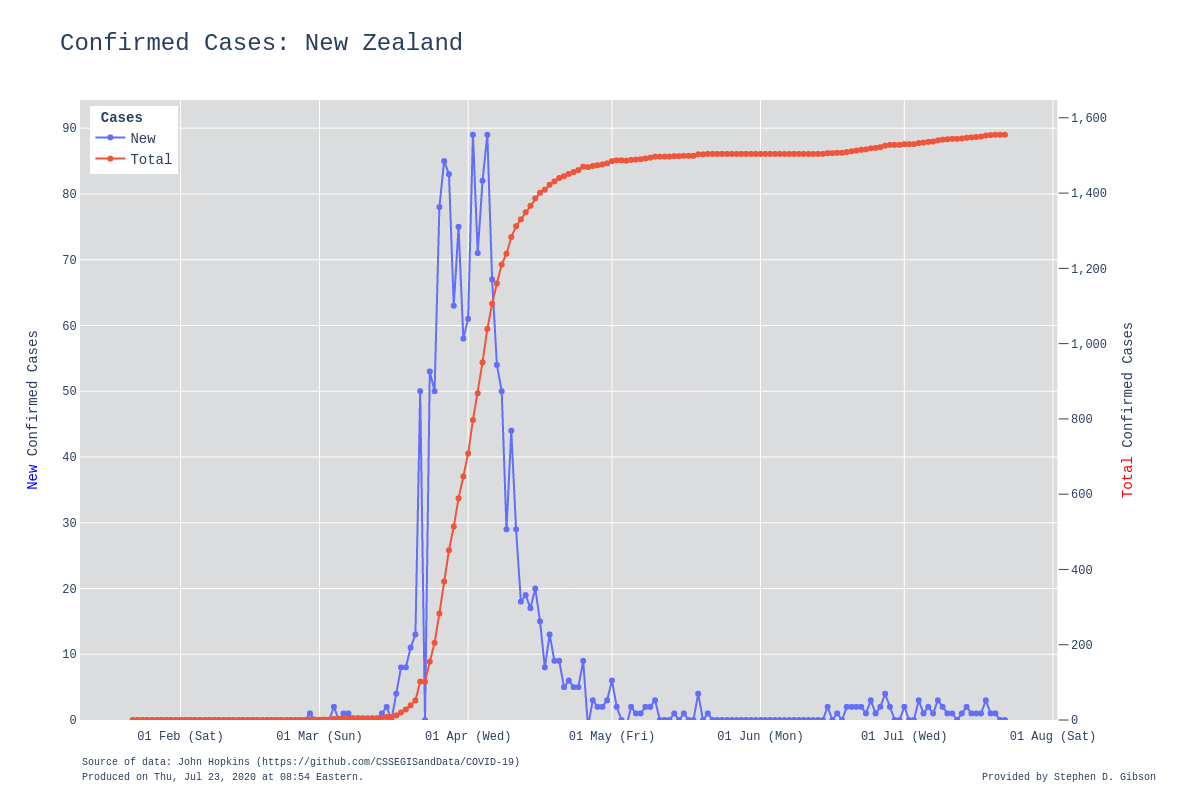 Confirmed Cases: New Zealand
Cases
New
Total
90
80
70
60
50
40
30
20
10
0
New Confirmed Cases
1,600
1,400
1,200
1,000
800
600
400
200
0
Total Confirmed Cases
01 Feb (Sat) 01 Mar (Sun) 01 Apr (Wed) 01 May (Fri) 01 Jun (Mon) 01 Jul (Wed) 01 Aug (Sat)
Source of data: John Hopkins (https://github.com/CSSEGISandData/COVID-19)
Produced on Thu, Jul 23, 2020 at 08:54 Eastern.
Provided by Stephen D. Gibson